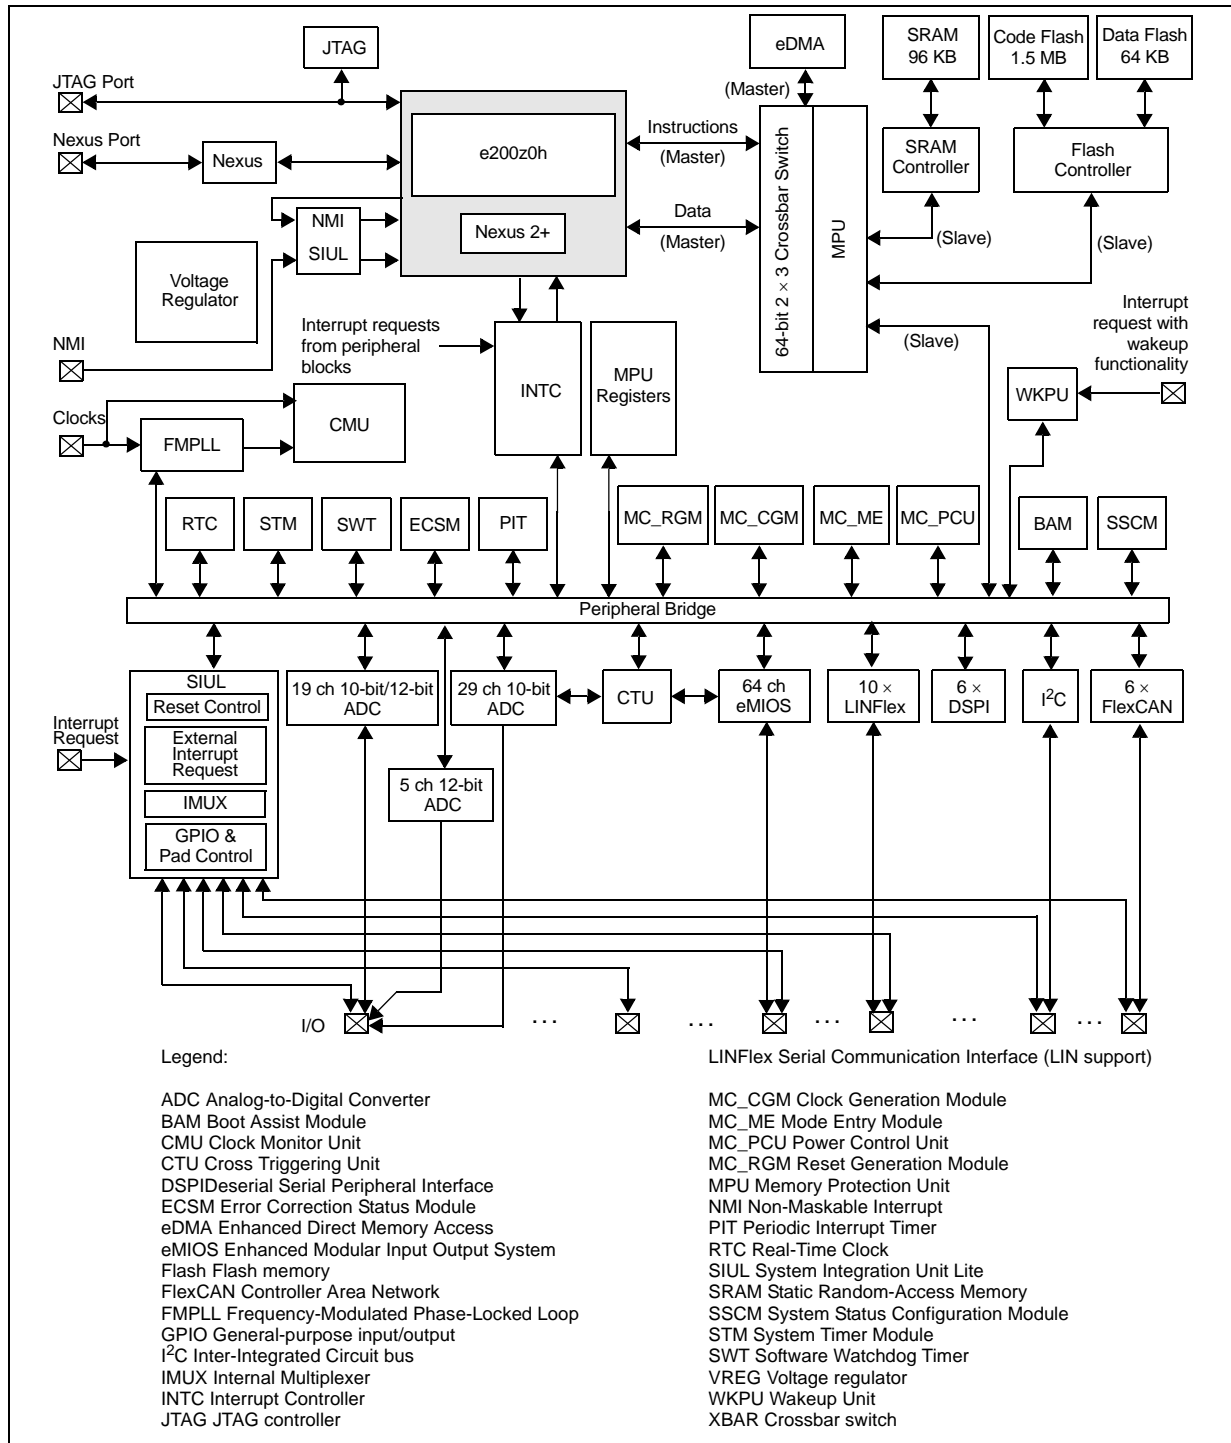 JTAG
eDMA
SRAM
96 KB
Code Flash
1.5 MB
Data Flash
64 KB
JTAG Port
(Master)
Nexus Port
Nexus
e200z0h
Instructions
(Master)
SRAM
Controller
Flash
Controller
NMI
SIUL
Nexus 2+
Data
(Master)
64-bit 2 × 3 Crossbar Switch
MPU
(Slave)
(Slave)
Voltage
Regulator
Interrupt
request with
wakeup
functionality
NMI
Interrupt requests
from peripheral
blocks
INTC
MPU
Registers
(Slave)
WKPU
Clocks
FMPLL
CMU
RTC
STM
SWT
ECSM
PIT
MC_RGM
MC_CGM
MC_ME
MC_PCU
BAM
SSCM
Peripheral Bridge
SIUL
Reset Control
External
Interrupt
Request
IMUX
GPIO &
Pad Control
Interrupt
Request
19 ch 10-bit/12-bit
ADC
29 ch 10-bit
ADC
CTU
64 ch
eMIOS
10 ×
LINFlex
6 ×
DSPI
I²C
6 ×
FlexCAN
5 ch 12-bit
ADC
I/O
. . .
. . .
. . .
. . .
. . .
Legend:
ADC Analog-to-Digital Converter
BAM Boot Assist Module
CMU Clock Monitor Unit
CTU Cross Triggering Unit
DSPIDeserial Serial Peripheral Interface
ECSM Error Correction Status Module
eDMA Enhanced Direct Memory Access
eMIOS Enhanced Modular Input Output System
Flash Flash memory
FlexCAN Controller Area Network
FMPLL Frequency-Modulated Phase-Locked Loop
GPIO General-purpose input/output
I²C Inter-Integrated Circuit bus
IMUX Internal Multiplexer
INTC Interrupt Controller
JTAG JTAG controller
LINFlex Serial Communication Interface (LIN support)
MC_CGM Clock Generation Module
MC_ME Mode Entry Module
MC_PCU Power Control Unit
MC_RGM Reset Generation Module
MPU Memory Protection Unit
NMI Non-Maskable Interrupt
PIT Periodic Interrupt Timer
RTC Real-Time Clock
SIUL System Integration Unit Lite
SRAM Static Random-Access Memory
SSCM System Status Configuration Module
STM System Timer Module
SWT Software Watchdog Timer
VREG Voltage regulator
WKPU Wakeup Unit
XBAR Crossbar switch